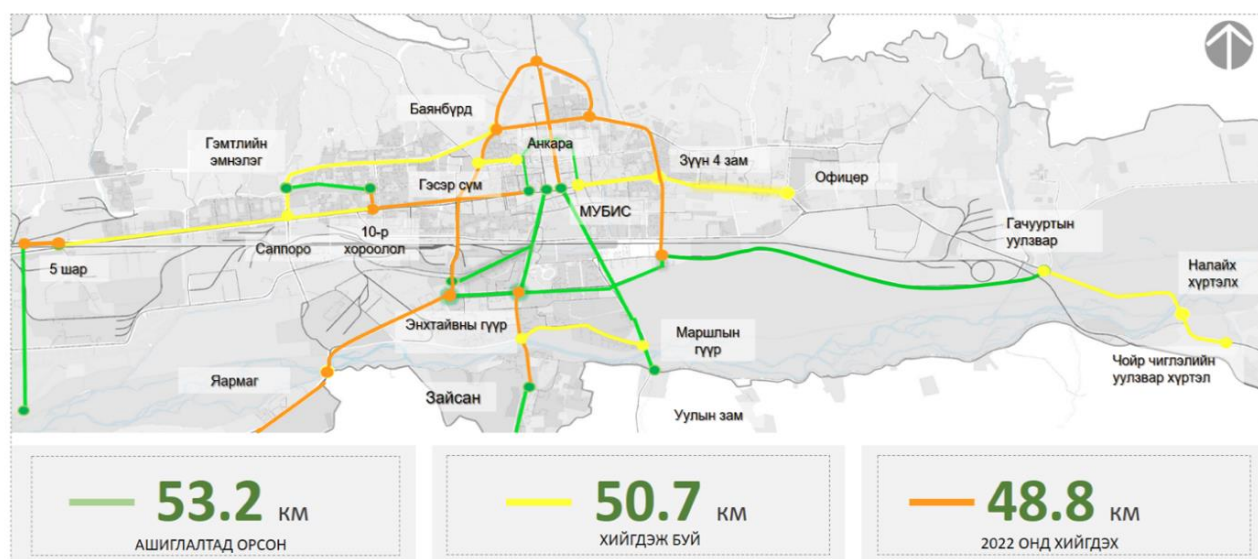 Баянбүрд
Гэмтлийн
эмнэлэг
Анкара
Зүүн 4 зам
Гэсэр сүм
Офицер
МУБИС
Гачууртын
уулзвар
10-р
хороолол
Саппоро
5 шар
Налайх
хүртэлх
Энхтайвны гүүр
Маршлын
гүүр
Чойр чиглэлийн
уулзвар хүртэл
Яармаг
Зайсан
Уулын зам
53.2 км
АШИГЛАЛТАД ОРСОН
50.7 км
ХИЙГДЭЖ БУЙ
48.8 км
2022 ОНД ХИЙГДЭХ